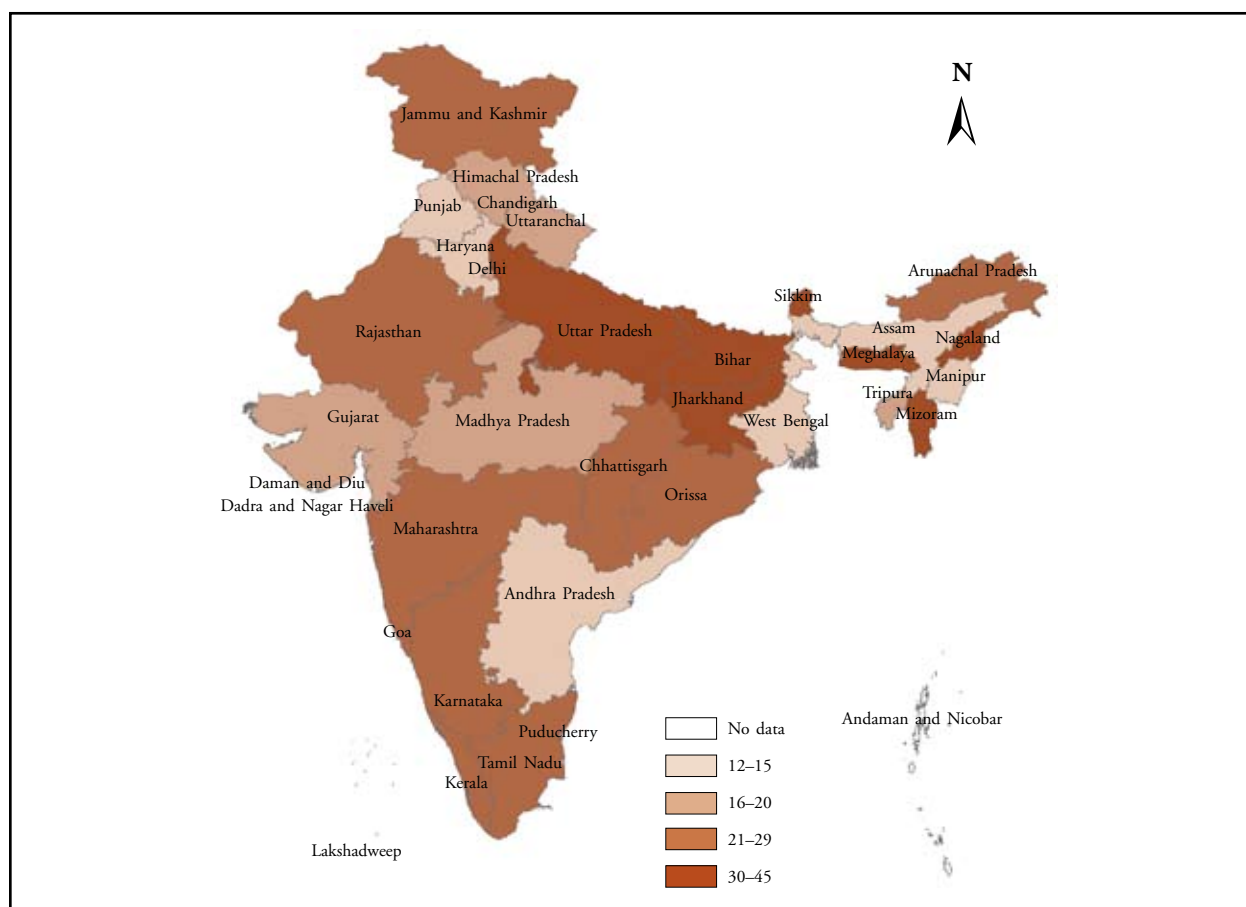 N
Jammu and Kashmir
Himachal Pradesh
Chandigarh
Punjab
Uttaranchal
Haryana
Delhi
Arunachal Pradesh
Sikkim
Rajasthan
Uttar Pradesh
Assam
Nagaland
Bihar
Meghalaya
Manipur
Jharkhand
Tripura
Mizoram
Gujarat
Madhya Pradesh
West Bengal
Chhattisgarh
Daman and Diu
Orissa
Dadra and Nagar Haveli
Maharashtra
Andhra Pradesh
Goa
Karnataka
Puducherry
Tamil Nadu
Kerala
Lakshadweep
Andaman and Nicobar
No data
12–15
16–20
21–29
30–45